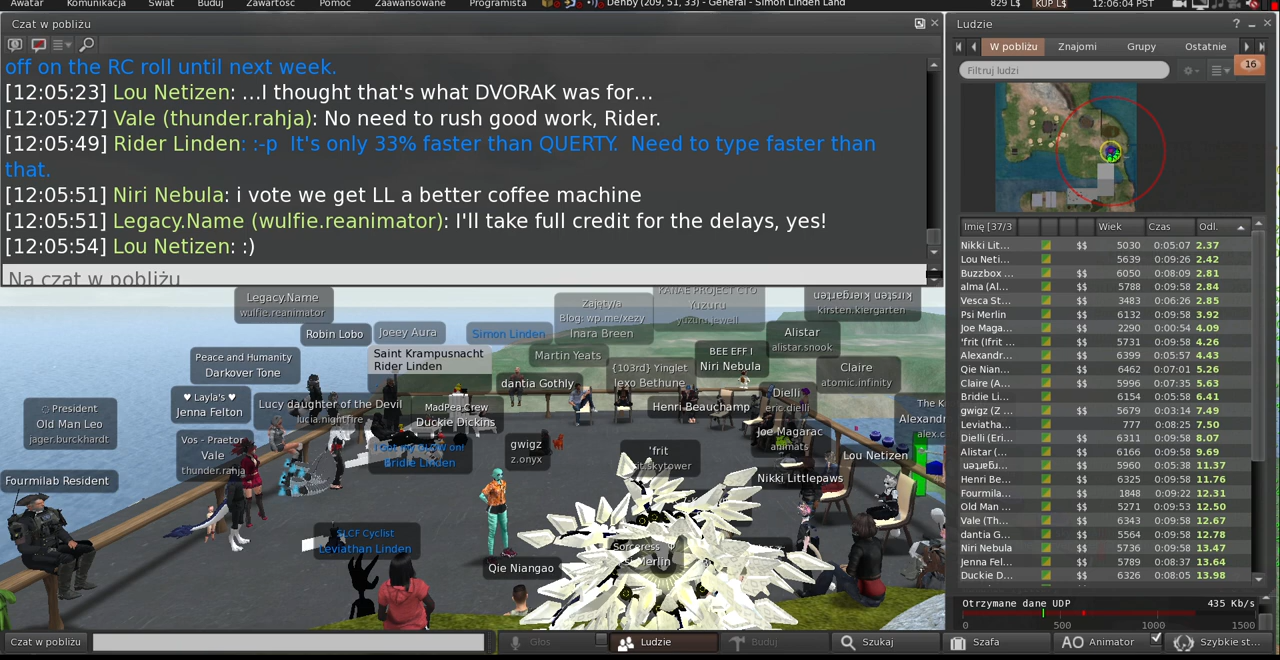 Awatar Komunikacja Świat Buduj Zawartość Pomoc Zaawansowane Programista Denby (209, 51, 33) - General - Simon Linden Land 829 L$ KUP L$ 12:06:04 PST
Czat w pobliżu
off on the RC roll until next week.
[12:05:23] Lou Netizen: ...I thought that's what DVORAK was for...
[12:05:27] Vale (thunder.rahja): No need to rush good work, Rider.
[12:05:49] Rider Linden: :-p It's only 33% faster than QUERTY. Need to type faster than
that.
[12:05:51] Niri Nebula: i vote we get LL a better coffee machine
[12:05:51] Legacy.Name (wulfie.reanimator): I'll take full credit for the delays, yes!
[12:05:54] Lou Netizen: :)
Na czat w pobliżu
Legacy.Name
wulfie.reanimator
Robin Lobo
Joeey Aura
Simon Linden
Zajęty/a
Blog: wp.me/xezy
Inara Breen
KANAE PROJECT CTO
Yuzuru
yuzuru.jewell
kirsten.kiergarten
Alistar
alistar.snook
Peace and Humanity
Darkover Tone
Saint Krampusnacht
Rider Linden
Martin Yeats
BEE EFF I
Niri Nebula
dantia Gothly
{103rd} Yinglet
lexo Bethune
Claire
atomic.infinity
♥ Layla's ♥
Jenna Felton
Lucy daughter of the Devil
lucia.nightfire
MadPea Crew
Duckie Dickins
Henri Beauchamp
Dielli
eric.dielli
The K
Alexand
alex.c
President
Old Man Leo
jager.burckhardt
Vos - Praetor
Vale
thunder.rahja
Bridie Linden
gwigz
z.onyx
'frit
Joe Magarac
animats
Lou Netizen
Nikki Littlepaws
Fourmilab Resident
SLCF Cyclist
Leviathan Linden
Qie Niangao
Sorceress
Psi Merlin
Ludzie
W pobliżu Znajomi Grupy Ostatnie
Filtruj ludzi
16
Imię [37/3 Wiek Czas Odl.
Nikki Lit... $$ 5030 0:05:07 2.37
Lou Neti... 5639 0:09:26 2.42
Buzzbox ... $$ 6050 0:08:09 2.81
alma (Al... $$ 5788 0:09:58 2.84
Vesca St... $$ 3483 0:06:26 2.85
Psi Merlin $$ 6132 0:09:58 3.92
Joe Maga... $$ 2290 0:00:54 4.09
'frit (Ifrit ... $$ 5731 0:09:58 4.26
Alexandr... $$ 6399 0:05:57 4.43
Qie Nian... $$ 6462 0:07:01 5.26
Claire (A... $$ 5996 0:07:35 5.63
Bridie Li... $$ 6154 0:05:58 6.41
gwigz (Z ... $$ 5679 0:03:14 7.49
Leviatha... 777 0:08:25 7.50
Dielli (Eri... $$ 6311 0:09:58 8.07
Alistar (... $$ 6158 0:09:58 9.69
$$ 5960 0:05:38 11.37
Henri Be... $$ 6325 0:09:58 11.76
Fourmila... $$ 1848 0:09:22 12.31
Old Man ... $$ 5271 0:09:53 12.50
Vale (Th... $$ 6343 0:09:58 12.67
dantia G... $$ 5564 0:09:58 12.78
Niri Nebula $$ 5736 0:09:58 13.47
Jenna Fel... $$ 5789 0:08:37 13.64
Duckie D... $$ 6326 0:08:05 13.98
Otrzymane dane UDP 435 Kb/s
0 500 1000 1500
Czat w pobliżu Głos Ludzie Buduj Szukaj Szafa AO Animator Szybkie st...